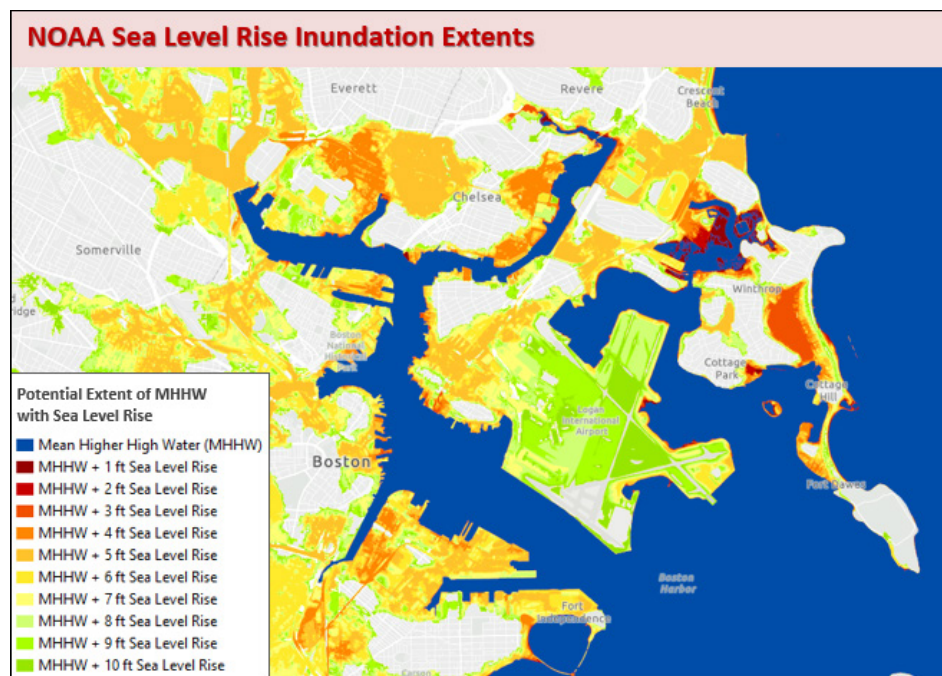 NOAA Sea Level Rise Inundation Extents
Everett
Revere
Crescent
Beach
Chelsea
Somerville
Winthrop
ridge
Boston
National
Historical
Park
Cottage
Park
Cottage
Hill
Logan
International
Airport
Boston
Fort Dawes
Boston
Harbor
Fort
Independence
Carson
Potential Extent of MHHW
with Sea Level Rise
Mean Higher High Water (MHHW)
MHHW + 1 ft Sea Level Rise
MHHW + 2 ft Sea Level Rise
MHHW + 3 ft Sea Level Rise
MHHW + 4 ft Sea Level Rise
MHHW + 5 ft Sea Level Rise
MHHW + 6 ft Sea Level Rise
MHHW + 7 ft Sea Level Rise
MHHW + 8 ft Sea Level Rise
MHHW + 9 ft Sea Level Rise
MHHW + 10 ft Sea Level Rise